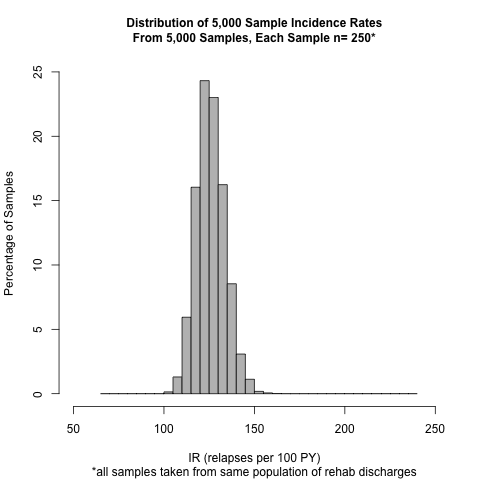 Distribution of 5,000 Sample Incidence Rates
From 5,000 Samples, Each Sample n= 250*
25
20
15
10
5
0
Percentage of Samples
50 100 150 200 250
IR (relapses per 100 PY)
*all samples taken from same population of rehab discharges